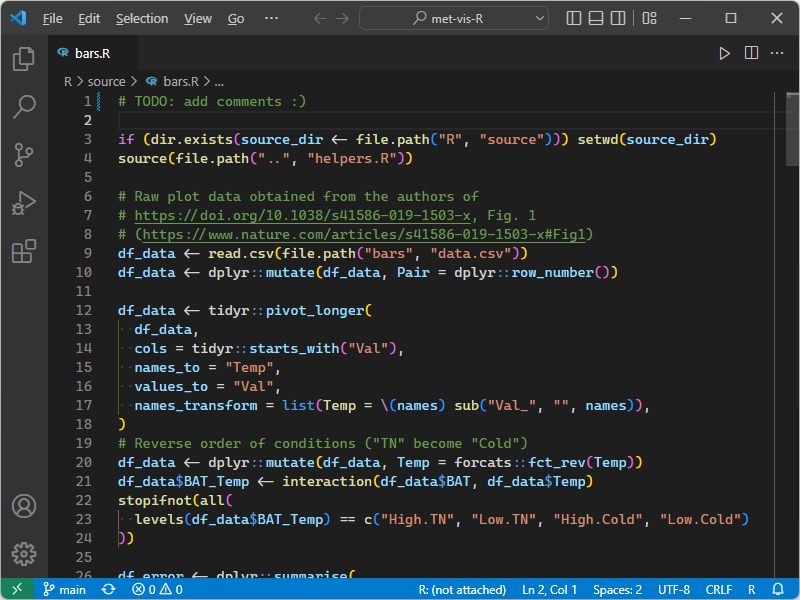 File Edit Selection View Go ··· met-vis-R
bars.R
R > source > bars.R > ...
1 # TODO: add comments :)
2
3 if (dir.exists(source_dir <- file.path("R", "source"))) setwd(source_dir)
4 source(file.path("..", "helpers.R"))
5
6 # Raw plot data obtained from the authors of
7 # https://doi.org/10.1038/s41586-019-1503-x, Fig. 1
8 # (https://www.nature.com/articles/s41586-019-1503-x#Fig1)
9 df_data <- read.csv(file.path("bars", "data.csv"))
10 df_data <- dplyr::mutate(df_data, Pair = dplyr::row_number())
11
12 df_data <- tidyr::pivot_longer(
13 df_data,
14 cols = tidyr::starts_with("Val"),
15 names_to = "Temp",
16 values_to = "Val",
17 names_transform = list(Temp = \(names) sub("Val_", "", names)),
18 )
19 # Reverse order of conditions ("TN" become "Cold")
20 df_data <- dplyr::mutate(df_data, Temp = forcats::fct_rev(Temp))
21 df_data$BAT_Temp <- interaction(df_data$BAT, df_data$Temp)
22 stopifnot(all(
23 levels(df_data$BAT_Temp) == c("High.TN", "Low.TN", "High.Cold", "Low.Cold")
24 ))
25
26 df_error <- dplyr::summarise(
main 0 0 R: (not attached) Ln 2, Col 1 Spaces: 2 UTF-8 CRLF R